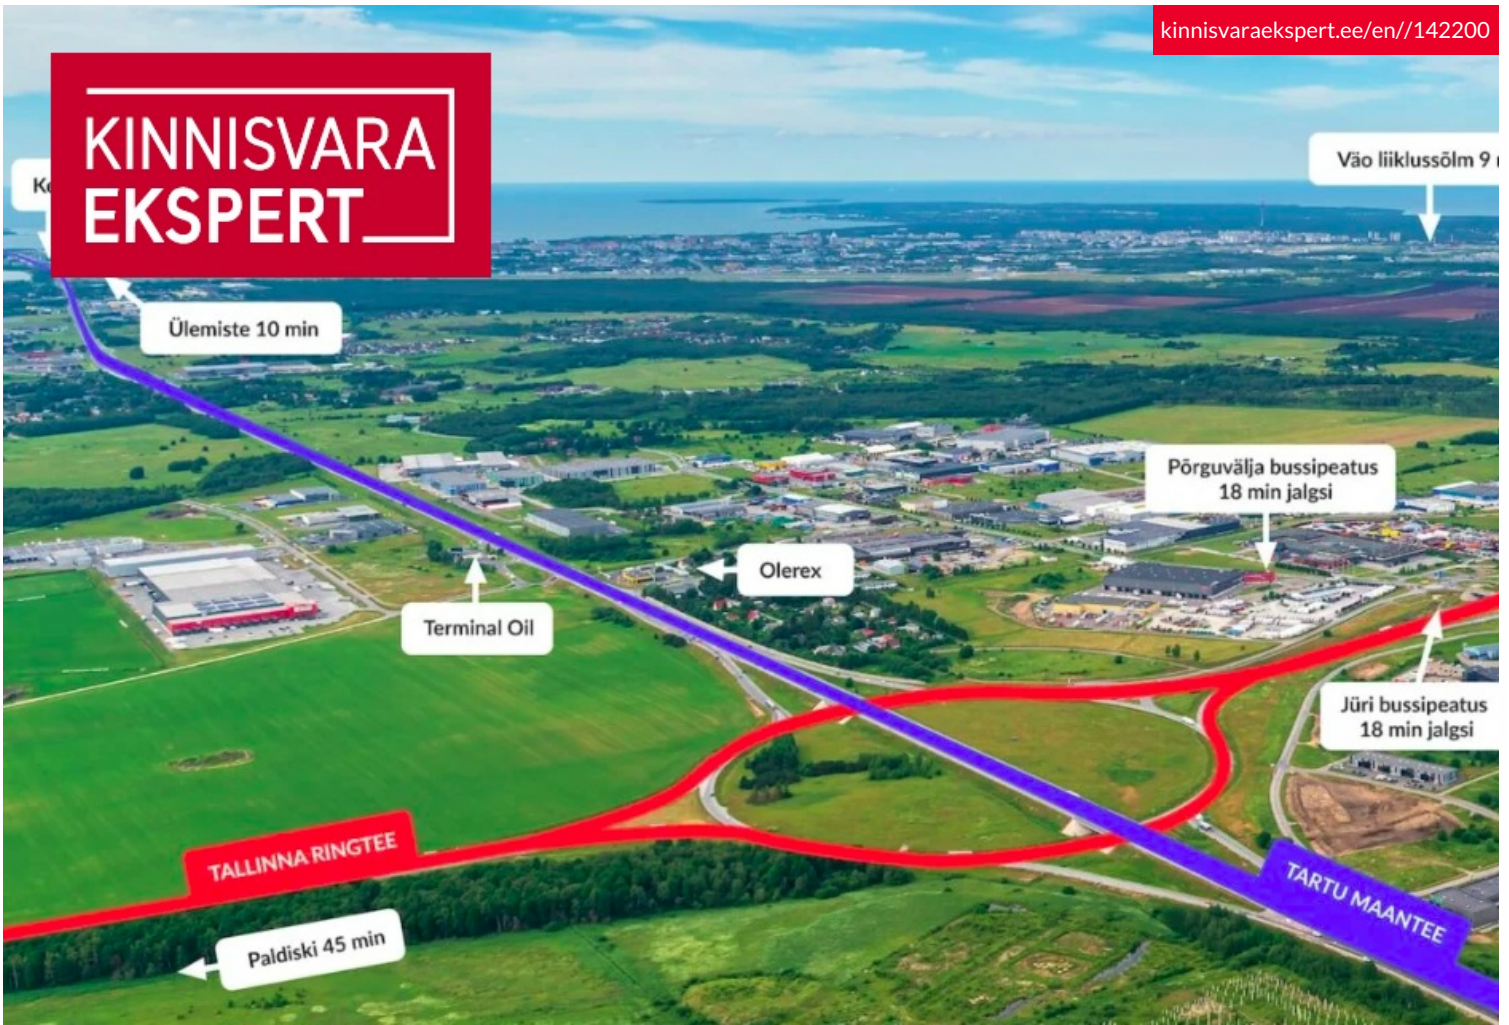 kinnisvaraekspert.ee/en//142200
KINNISVARA
EKSPERT
Väo liiklussõlm 9
Ülemiste 10 min
Põrguvälja bussipeatus
18 min jalgsi
Olerex
Terminal Oil
Jüri bussipeatus
18 min jalgsi
TALLINNA RINGTEE
TARTU MAANTEE
Paldiski 45 min